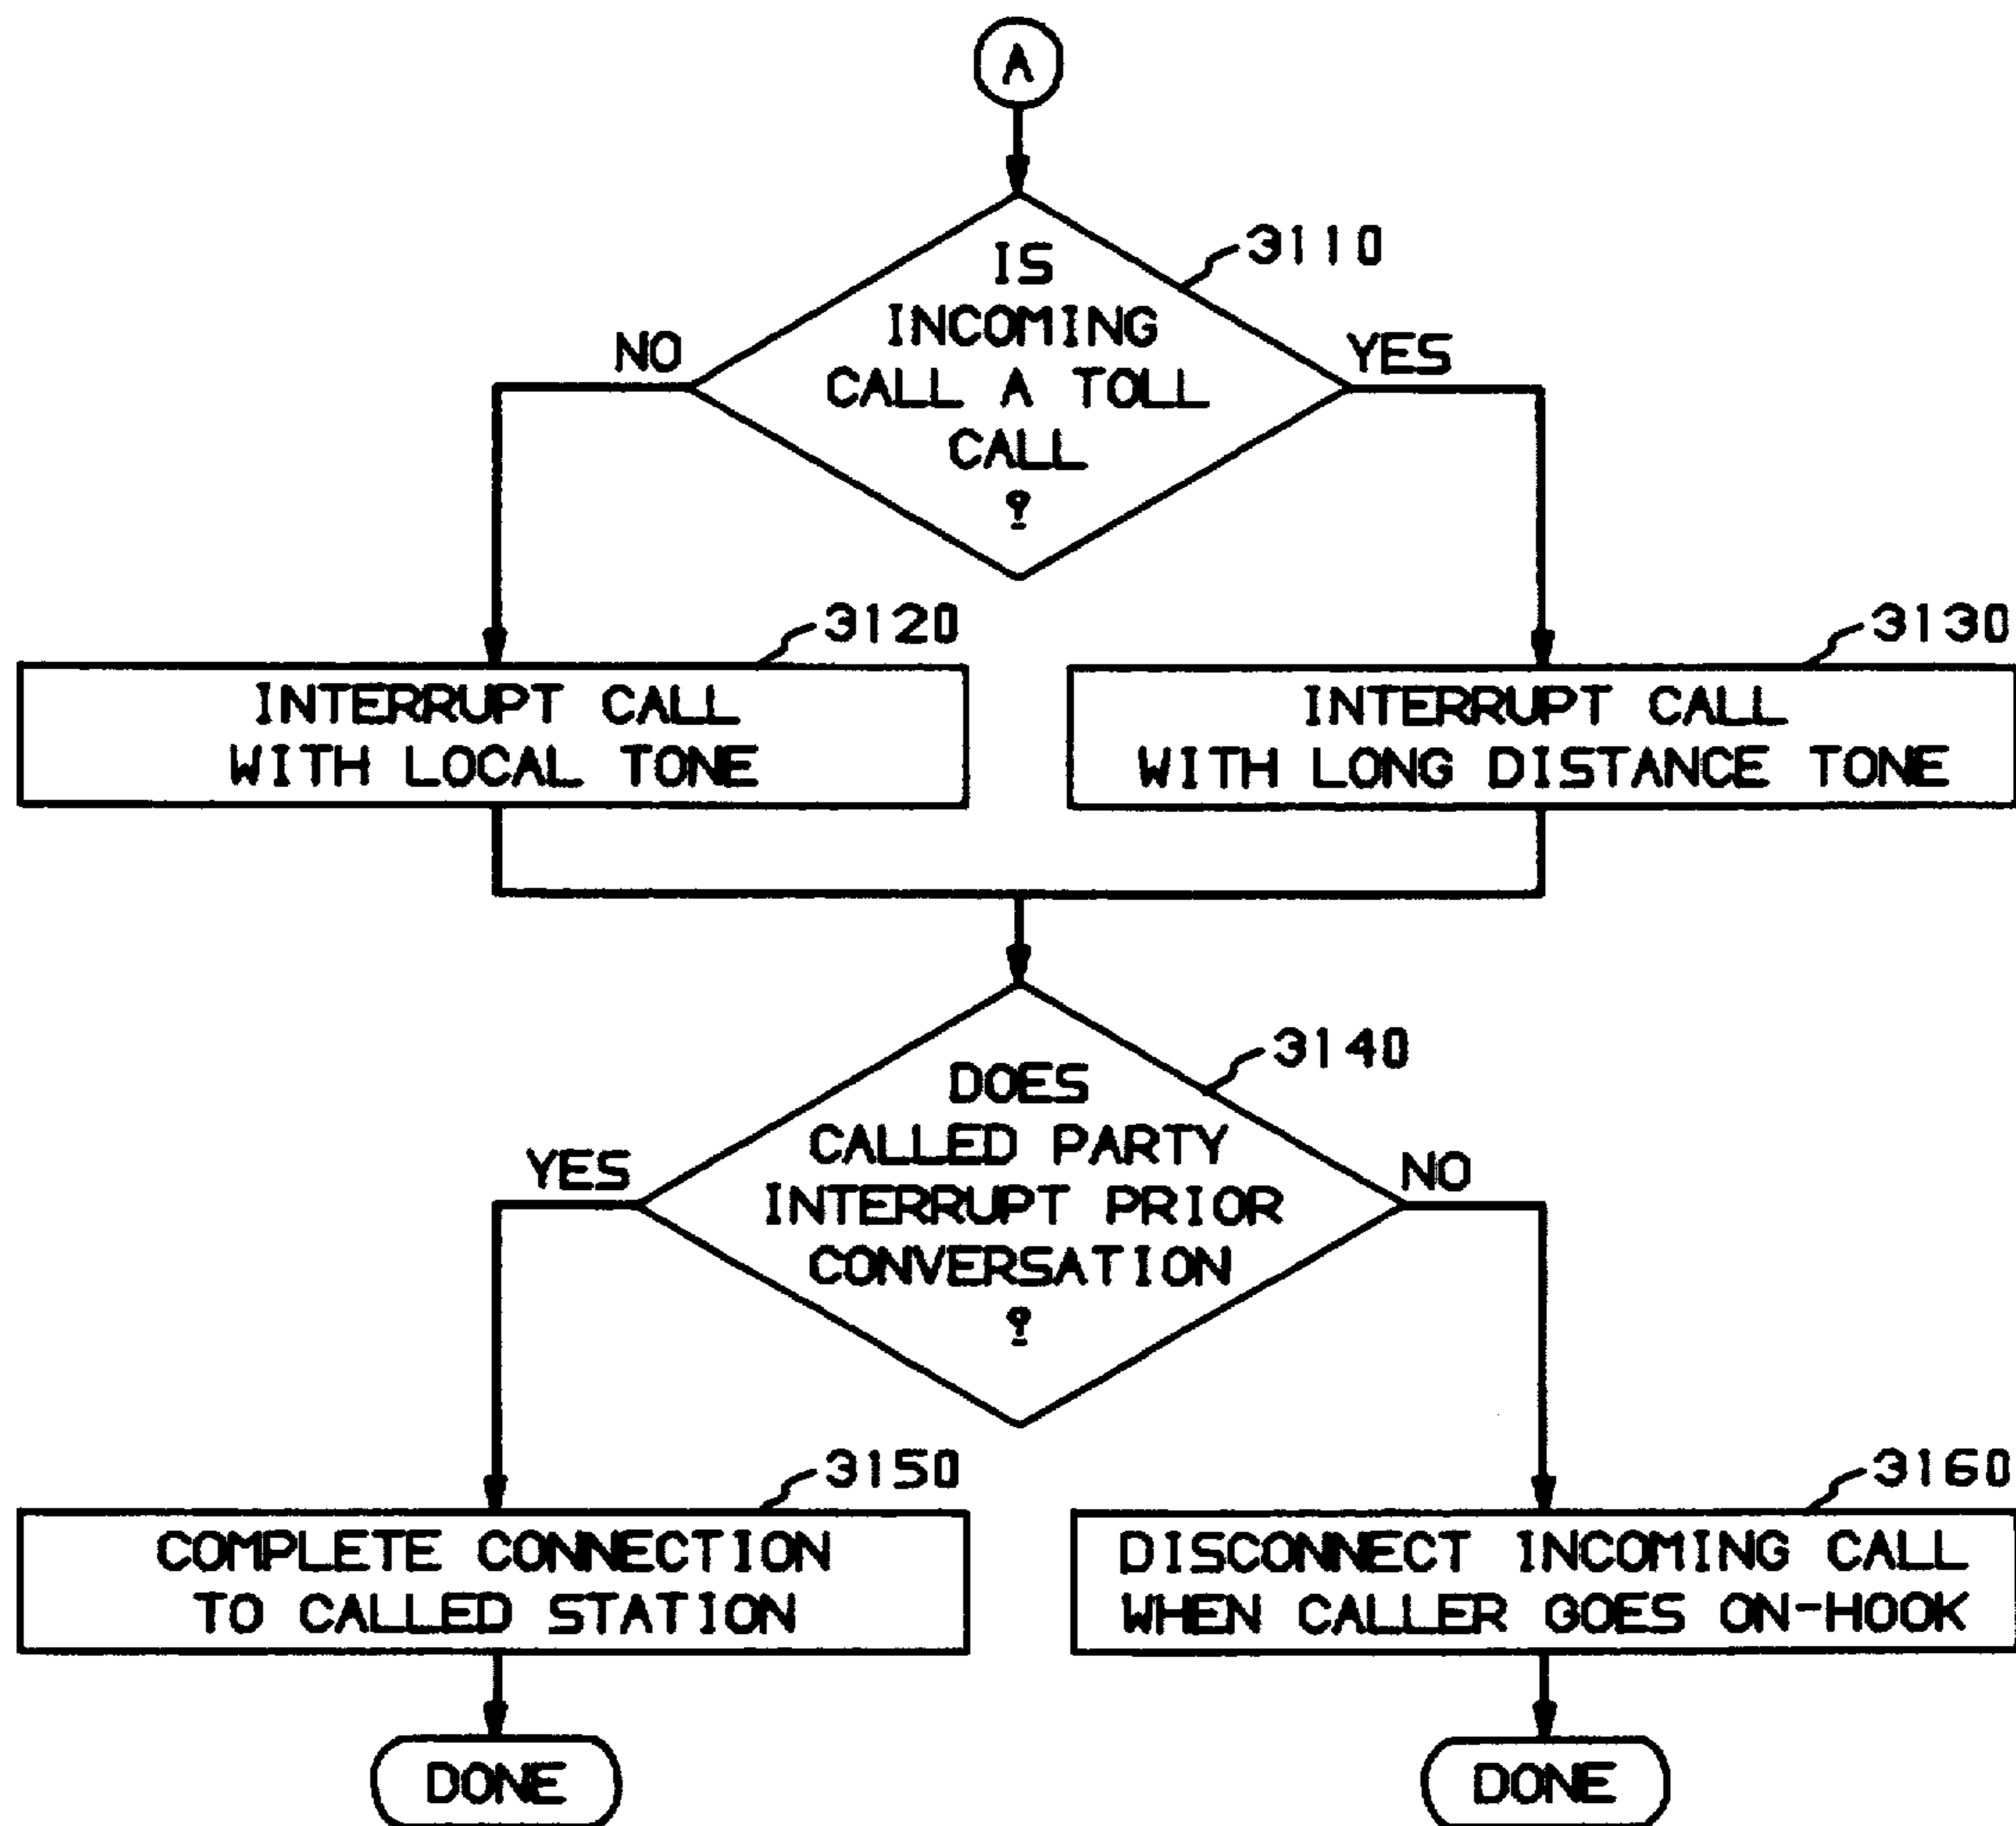 A
3110
IS
INCOMING
CALL A TOLL
CALL
?
NO
YES
3120
INTERRUPT CALL
WITH LOCAL TONE
3130
INTERRUPT CALL
WITH LONG DISTANCE TONE
3140
DOES
CALLED PARTY
INTERRUPT PRIOR
CONVERSATION
?
YES
NO
3150
COMPLETE CONNECTION
TO CALLED STATION
3160
DISCONNECT INCOMING CALL
WHEN CALLER GOES ON-HOOK
DONE
DONE